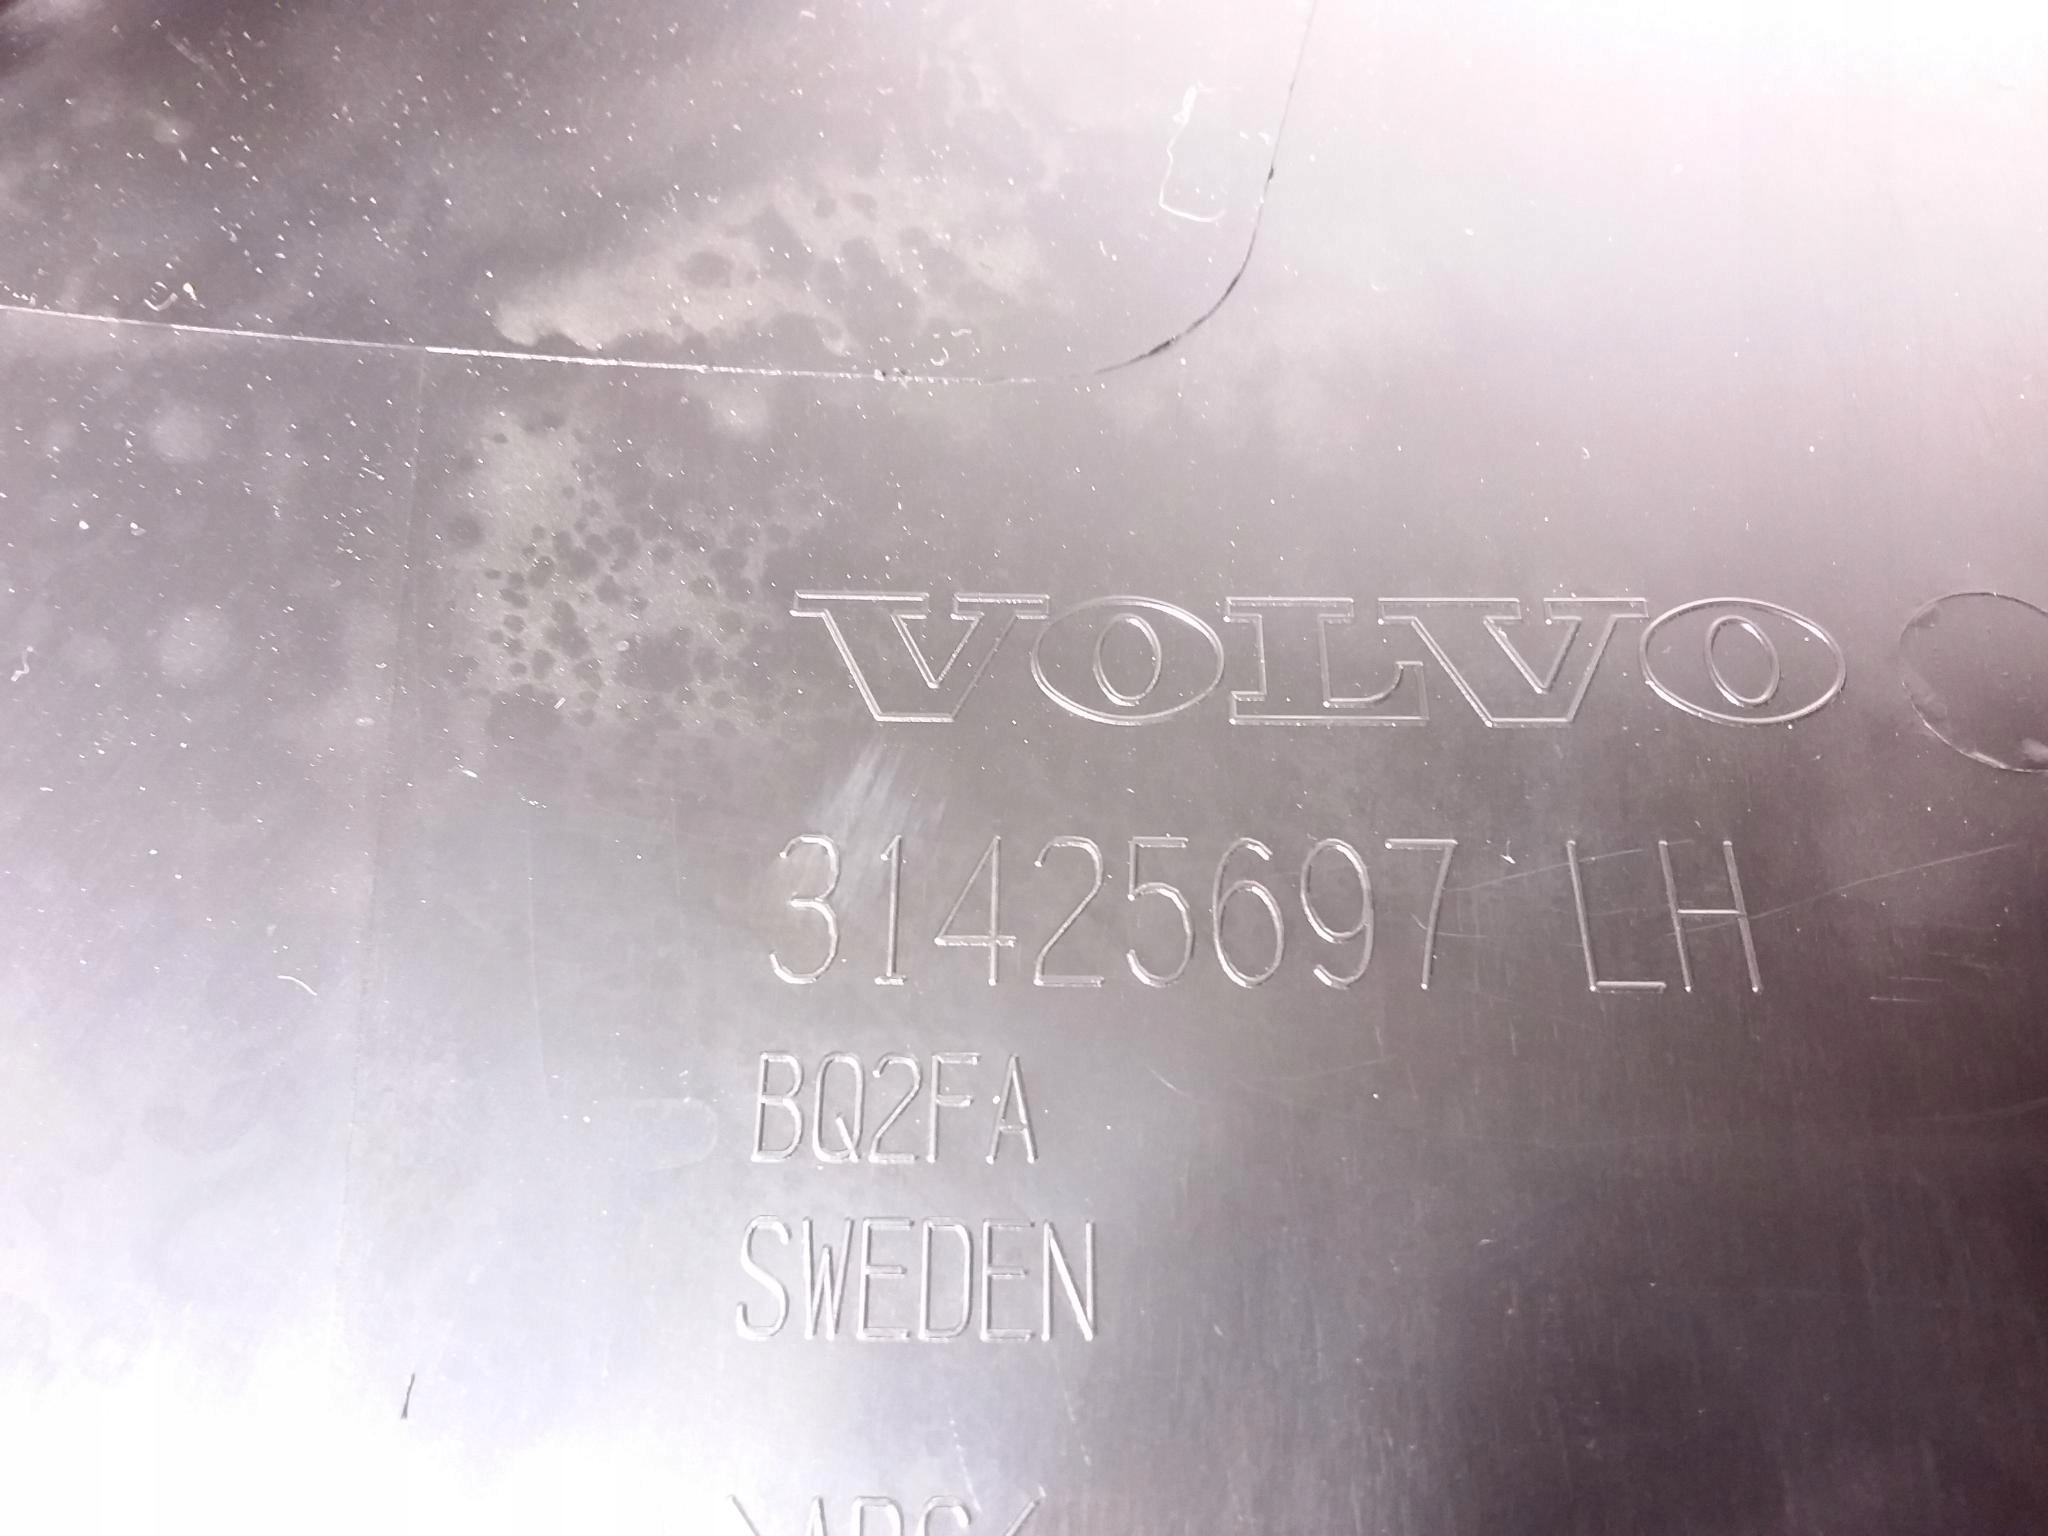 VOLVO
31425697 LH
BQ2FA
SWEDEN